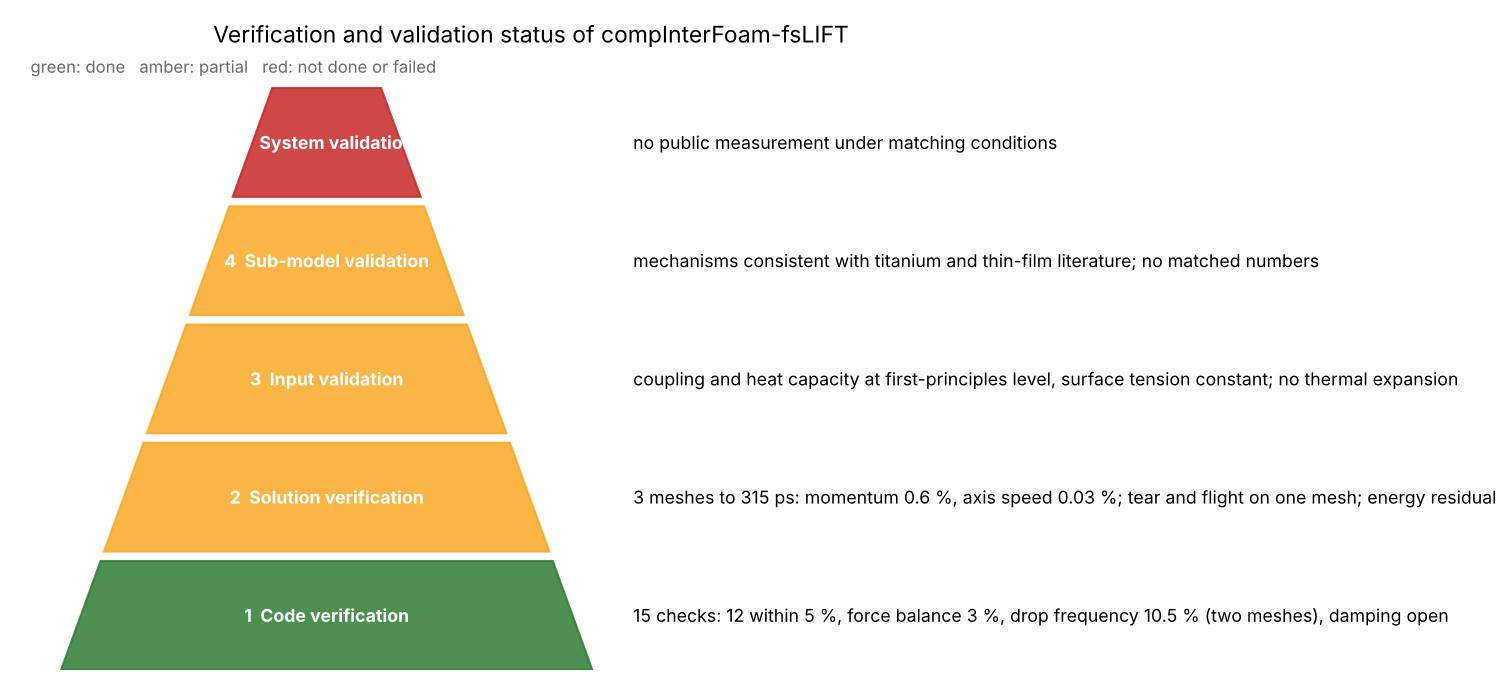 Verification and validation status of compInterFoam-fsLIFT
green: done amber: partial red: not done or failed
System validatio
no public measurement under matching conditions
4 Sub-model validation
mechanisms consistent with titanium and thin-film literature; no matched numbers
3 Input validation
coupling and heat capacity at first-principles level, surface tension constant; no thermal expansion
2 Solution verification
3 meshes to 315 ps: momentum 0.6 %, axis speed 0.03 %; tear and flight on one mesh; energy residual
1 Code verification
15 checks: 12 within 5 %, force balance 3 %, drop frequency 10.5 % (two meshes), damping open